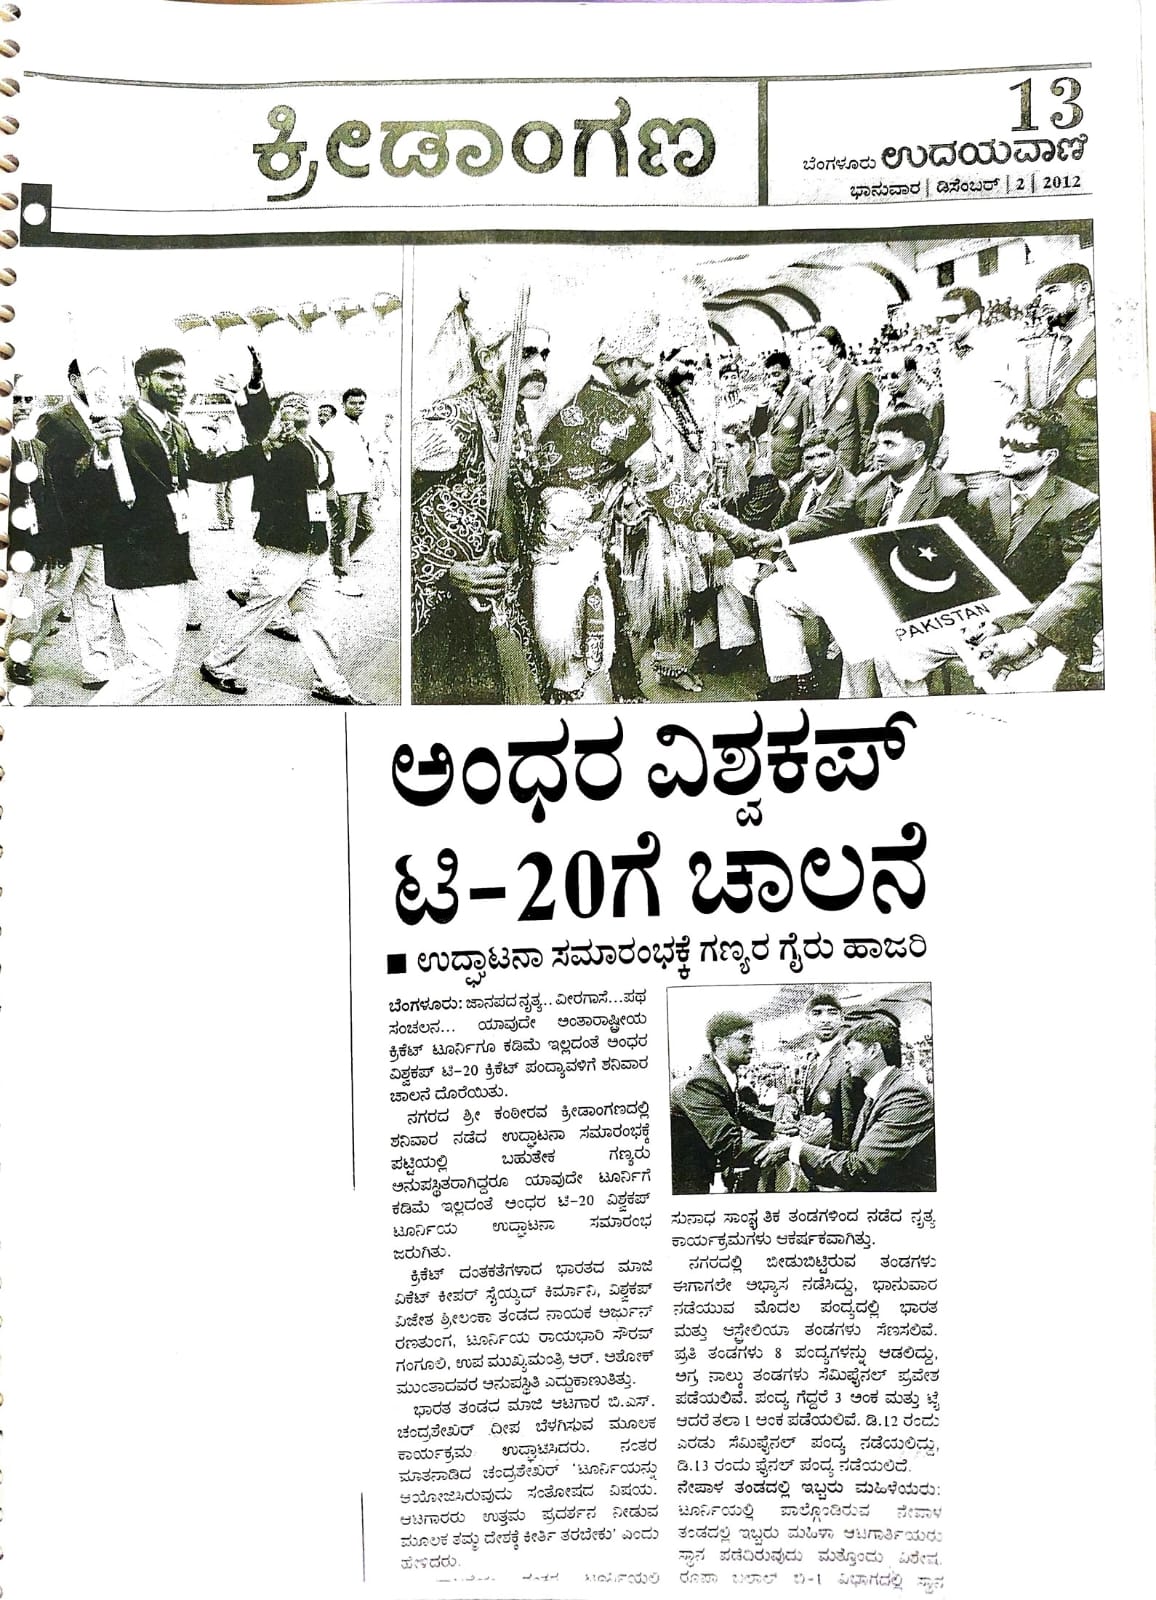 ಕ್ರೀಡಾಂಗಣ
13
ಬೆಂಗಳೂರು ಉದಯವಾಣಿ
ಭಾನುವಾರ | ಡಿಸೆಂಬರ್ | 2 | 2012
PAKISTAN
ಅಂಧರ ವಿಶ್ವಕಪ್
ಟಿ-20ಗೆ ಚಾಲನೆ
■ ಉದ್ಘಾಟನಾ ಸಮಾರಂಭಕ್ಕೆ ಗಣ್ಯರ ಗೈರು ಹಾಜರಿ
ಬೆಂಗಳೂರು: ಜಾನಪದ ನೃತ್ಯ.. ವೀರಗಾಸೆ...ಪಥ
ಸಂಚಲನ... ಯಾವುದೇ ಅಂತಾರಾಷ್ಟ್ರೀಯ
ಕ್ರಿಕೆಟ್ ಟೂರ್ನಿಗೂ ಕಡಿಮೆ ಇಲ್ಲದಂತೆ ಅಂಧರ
ವಿಶ್ವಕಪ್ ಟಿ-20 ಕ್ರಿಕೆಟ್ ಪಂದ್ಯಾವಳಿಗೆ ಶನಿವಾರ
ಚಾಲನೆ ದೊರೆಯಿತು.
ನಗರದ ಶ್ರೀ ಕಂಠೀರವ ಕ್ರೀಡಾಂಗಣದಲ್ಲಿ
ಶನಿವಾರ ನಡೆದ ಉದ್ಘಾಟನಾ ಸಮಾರಂಭಕ್ಕೆ
ಪಟ್ಟಿಯಲ್ಲಿ ಬಹುತೇಕ ಗಣ್ಯರು
ಅನುಪಸ್ಥಿತರಾಗಿದ್ದರೂ ಯಾವುದೇ ಟೂರ್ನಿಗೆ
ಕಡಿಮೆ ಇಲ್ಲದಂತೆ ಅಂಧರ ಟಿ-20 ವಿಶ್ವಕಪ್
ಟೂರ್ನಿಯ ಉದ್ಘಾಟನಾ ಸಮಾರಂಭ
ಜರುಗಿತು.
ಕ್ರಿಕೆಟ್ ದಂತಕತೆಗಳಾದ ಭಾರತದ ಮಾಜಿ
ವಿಕೆಟ್ ಕೀಪರ್ ಸೈಯ್ಯದ್ ಕಿರ್ಮಾನಿ, ವಿಶ್ವಕಪ್
ವಿಜೇತ ಶ್ರೀಲಂಕಾ ತಂಡದ ನಾಯಕ ಅರ್ಜುನ್
ರಣತುಂಗ, ಟೂರ್ನಿಯ ರಾಯಭಾರಿ ಸೌರವ್
ಗಂಗೂಲಿ, ಉಪ ಮುಖ್ಯಮಂತ್ರಿ ಆರ್. ಅಶೋಕ್
ಮುಂತಾದವರ ಅನುಪಸ್ಥಿತಿ ಎದ್ದುಕಾಣುತಿತ್ತು.
ಭಾರತ ತಂಡದ ಮಾಜಿ ಆಟಗಾರ ಬಿ.ಎಸ್.
ಚಂದ್ರಶೇಖರ್ ದೀಪ ಬೆಳಗಿಸುವ ಮೂಲಕ
ಕಾರ್ಯಕ್ರಮ ಉದ್ಘಾಟಿಸಿದರು. ನಂತರ
ಮಾತನಾಡಿದ ಚಂದ್ರಶೇಖರ್ 'ಟೂರ್ನಿಯನ್ನು
ಆಯೋಜಿಸಿರುವುದು ಸಂತೋಷದ ವಿಷಯ.
ಆಟಗಾರರು ಉತ್ತಮ ಪ್ರದರ್ಶನ ನೀಡುವ
ಮೂಲಕ ತಮ್ಮ ದೇಶಕ್ಕೆ ಕೀರ್ತಿ ತರಬೇಕು' ಎಂದು
ಹೇಳಿದರು.
ಸುನಾಧ ಸಾಂಸ್ಕೃತಿಕ ತಂಡಗಳಿಂದ ನಡೆದ ನೃತ್ಯ
ಕಾರ್ಯಕ್ರಮಗಳು ಆಕರ್ಷಕವಾಗಿತ್ತು.
ನಗರದಲ್ಲಿ ಬೀಡುಬಿಟ್ಟಿರುವ ತಂಡಗಳು
ಈಗಾಗಲೇ ಅಭ್ಯಾಸ ನಡೆಸಿದ್ದು, ಭಾನುವಾರ
ನಡೆಯುವ ಮೊದಲ ಪಂದ್ಯದಲ್ಲಿ ಭಾರತ
ಮತ್ತು ಆಸ್ಟ್ರೇಲಿಯಾ ತಂಡಗಳು ಸೆಣಸಲಿವೆ.
ಪ್ರತಿ ತಂಡಗಳು 8 ಪಂದ್ಯಗಳನ್ನು ಆಡಲಿದ್ದು,
ಅಗ್ರ ನಾಲ್ಕು ತಂಡಗಳು ಸೆಮಿಫೈನಲ್ ಪ್ರವೇಶ
ಪಡೆಯಲಿವೆ. ಪಂದ್ಯ ಗೆದ್ದರೆ 3 ಅಂಕ ಮತ್ತು ಟೈ
ಆದರೆ ತಲಾ 1 ಅಂಕ ಪಡೆಯಲಿವೆ. ಡಿ.12 ರಂದು
ಎರಡು ಸೆಮಿಫೈನಲ್ ಪಂದ್ಯ ನಡೆಯಲಿದ್ದು,
ಡಿ.13 ರಂದು ಫೈನಲ್ ಪಂದ್ಯ ನಡೆಯಲಿದೆ.
ನೇಪಾಳ ತಂಡದಲ್ಲಿ ಇಬ್ಬರು ಮಹಿಳೆಯರು:
ಟೂರ್ನಿಯಲ್ಲಿ ಪಾಲ್ಗೊಂಡಿರುವ ನೇಪಾಳ
ತಂಡದಲ್ಲಿ ಇಬ್ಬರು ಮಹಿಳಾ ಆಟಗಾರ್ತಿಯರು
ಸ್ಥಾನ ಪಡೆದಿರುವುದು ಮತ್ತೊಂದು ವಿಶೇಷ.
ರೂಪಾ ಬಲಾಲ್ ಬಿ-1 ವಿಭಾಗದಲ್ಲಿ ಸ್ಥಾನ